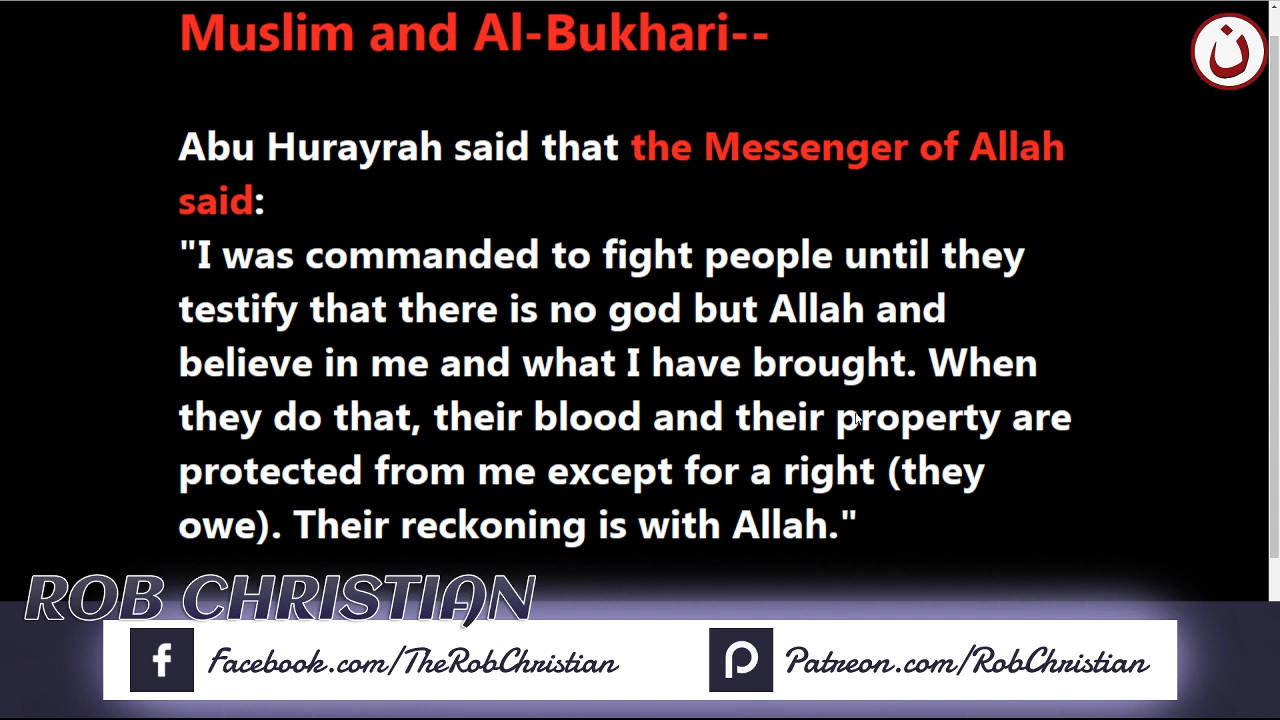 Muslim and Al-Bukhari--
ن
Abu Hurayrah said that the Messenger of Allah
said:
"I was commanded to fight people until they
testify that there is no god but Allah and
believe in me and what I have brought. When
they do that, their blood and their property are
protected from me except for a right (they
owe). Their reckoning is with Allah."
ROB CHRISTIAN
Facebook.com/TheRobChristian
Patreon.com/RobChristian